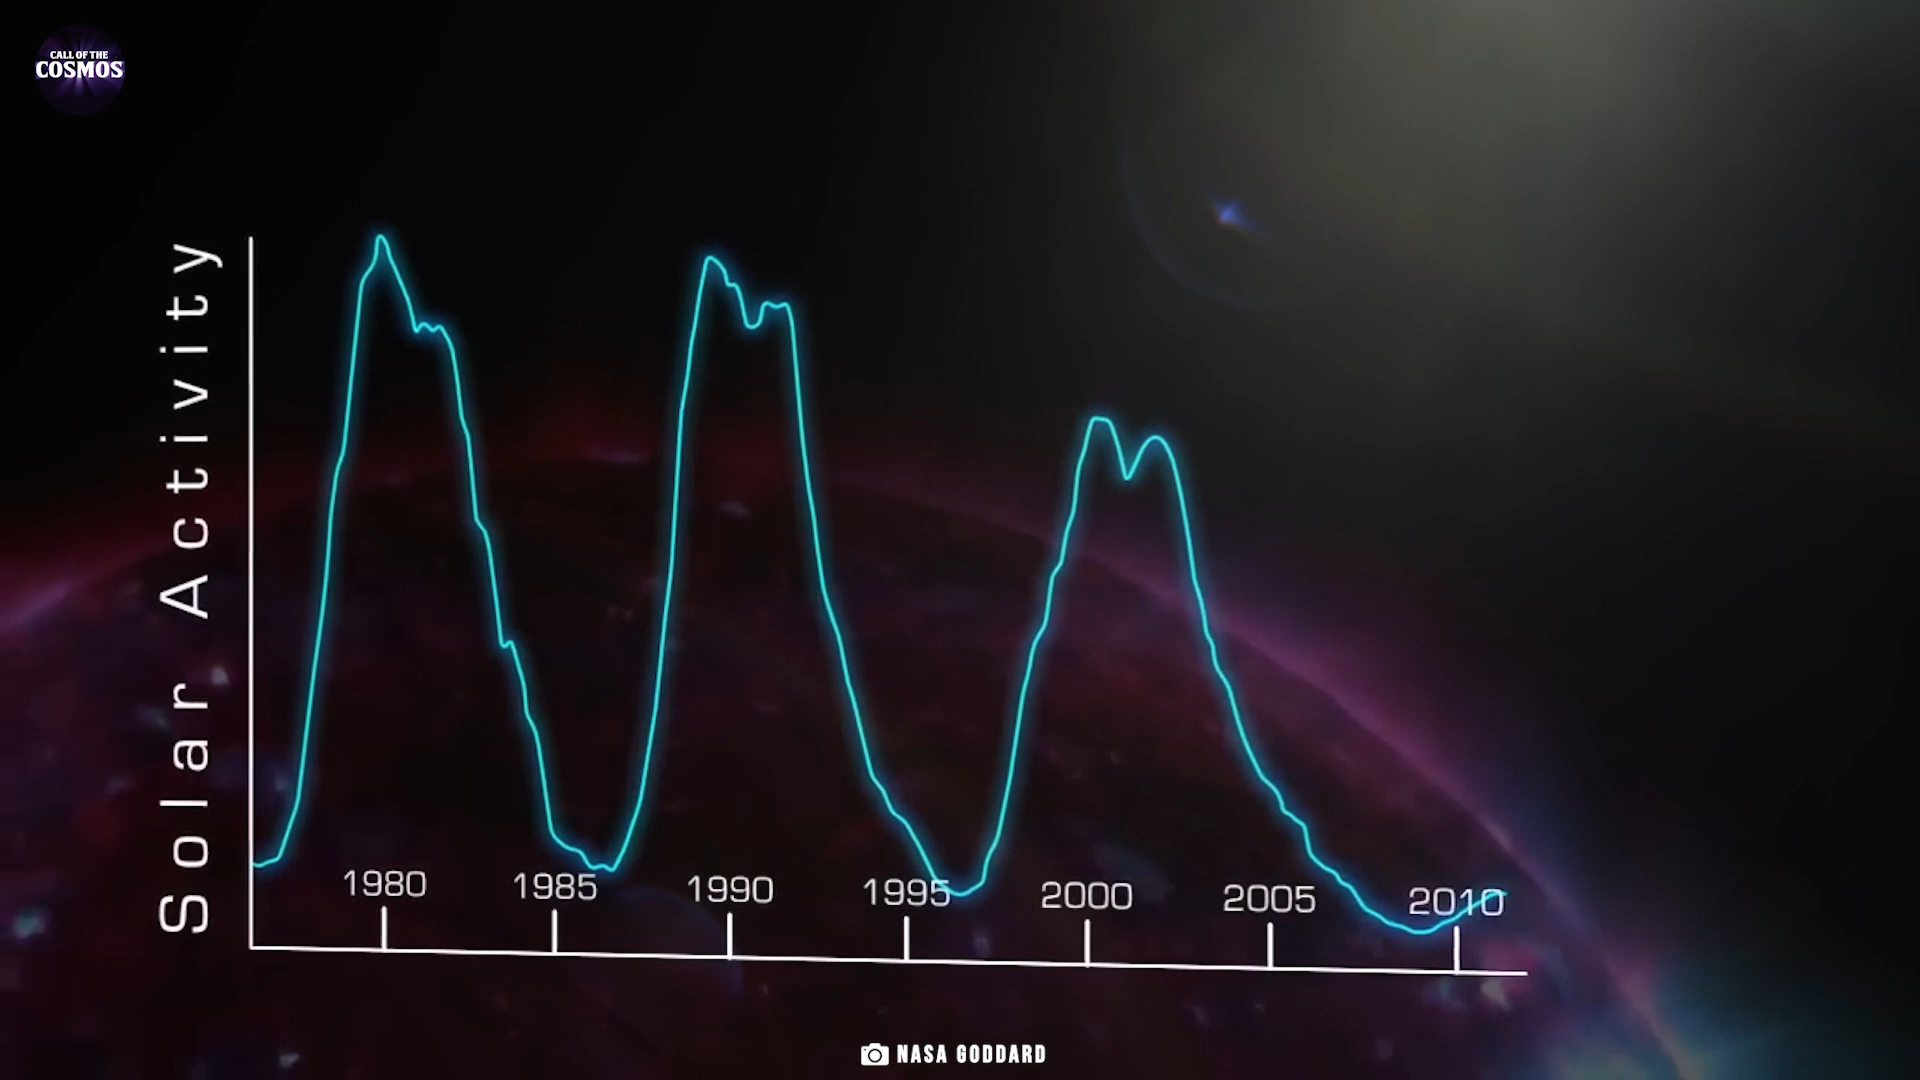 CALL OF THE
COSMOS
Solar Activity
1980 1985 1990 1995 2000 2005 2010
NASA GODDARD